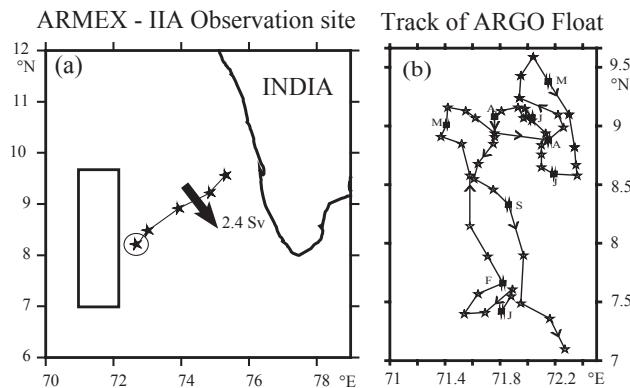 ARMEX - IIA Observation site
Track of ARGO Float
12
°N
(a)
INDIA
11
10
9
8
7
6
2.4 Sv
70
72
74
76
78
°E
(b)
9.5
°N
9
8.5
8
7.5
7
M
A
M
J
A
J
S
F
J
71
71.4
71.8
72.2
°E